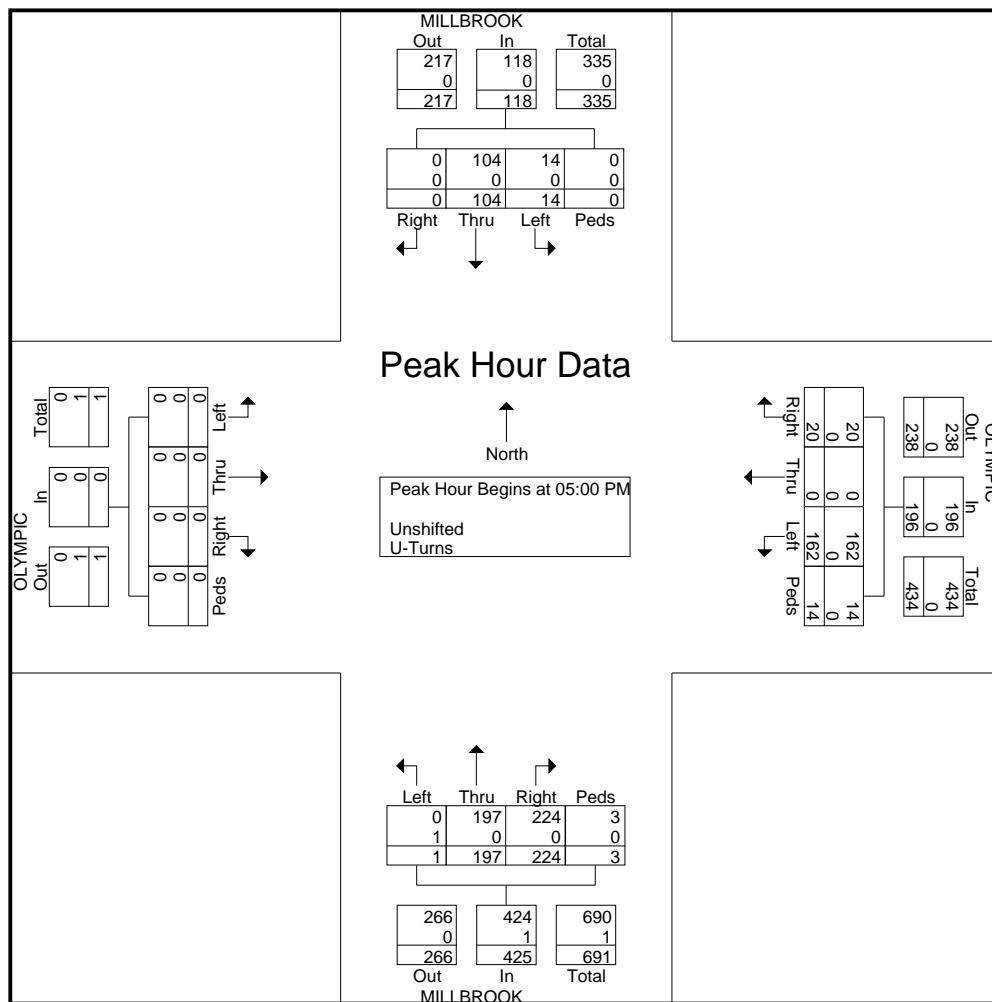 MILLBROOK
Out In Total
217 118 335
0 0 0
217 118 335
0 104 14 0
0 0 0 0
0 104 14 0
Right Thru Left Peds
Peak Hour Data
North
Peak Hour Begins at 05:00 PM
Unshifted
U-Turns
OLYMPIC
Out In Total
1 0 1
1 0 1
0 0 0
Left Thru Right Peds
0 0 0 0
0 0 0 0
0 0 0 0
OLYMPIC
Out In Total
238 196 434
0 0 0
238 196 434
20 0 162 14
0 0 0 0
20 0 162 14
Right Thru Left Peds
Left Thru Right Peds
0 197 224 3
1 0 0 0
1 197 224 3
266 424 690
0 1 1
266 425 691
Out In Total
MILLBROOK